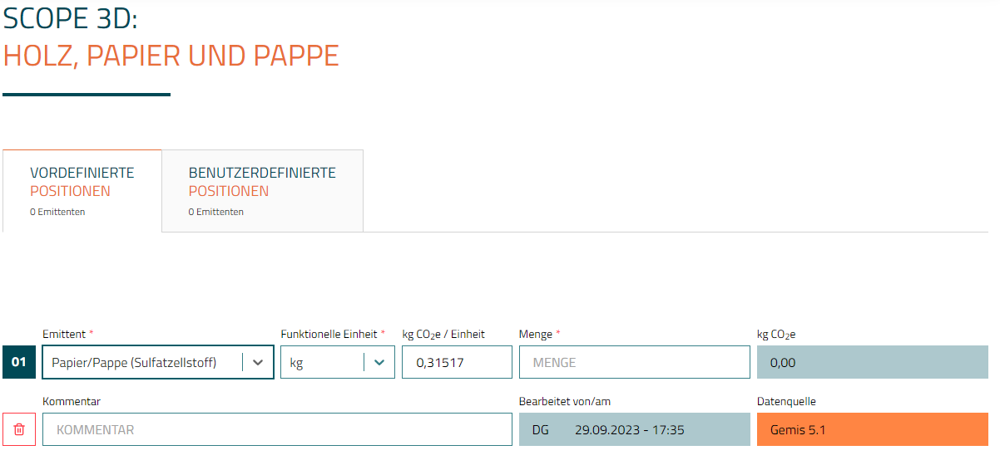 SCOPE 3D:
HOLZ, PAPIER UND PAPPE
VORDEFINIERTE
POSITIONEN
0 Emittenten
BENUTZERDEFINIERTE
POSITIONEN
0 Emittenten
Emittent * Funktionelle Einheit * kg CO₂e / Einheit Menge * kg CO₂e
01 Papier/Pappe (Sulfatzellstoff) kg 0,31517 MENGE 0,00
Kommentar Bearbeitet von/am Datenquelle
KOMMENTAR DG 29.09.2023 - 17:35 Gemis 5.1